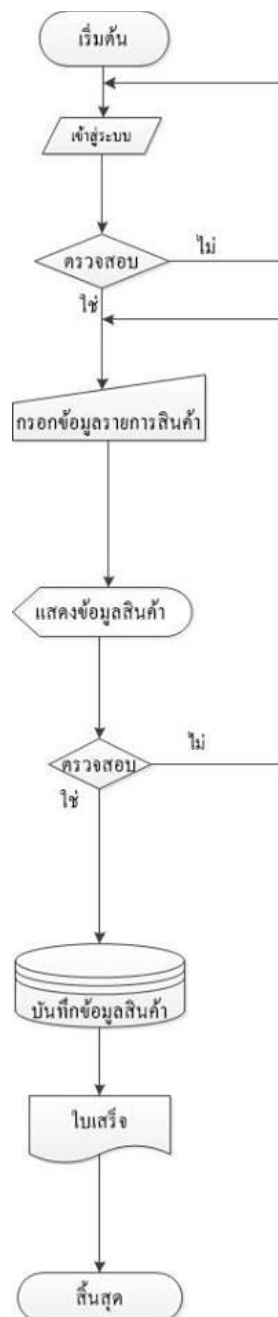 เริ่มต้น
เข้าสู่ระบบ
ตรวจสอบ
ไม่
ใช่
กรอกข้อมูลรายการสินค้า
แสดงข้อมูลสินค้า
ไม่
ตรวจสอบ
ใช่
บันทึกข้อมูลสินค้า
ใบเสร็จ
สิ้นสุด